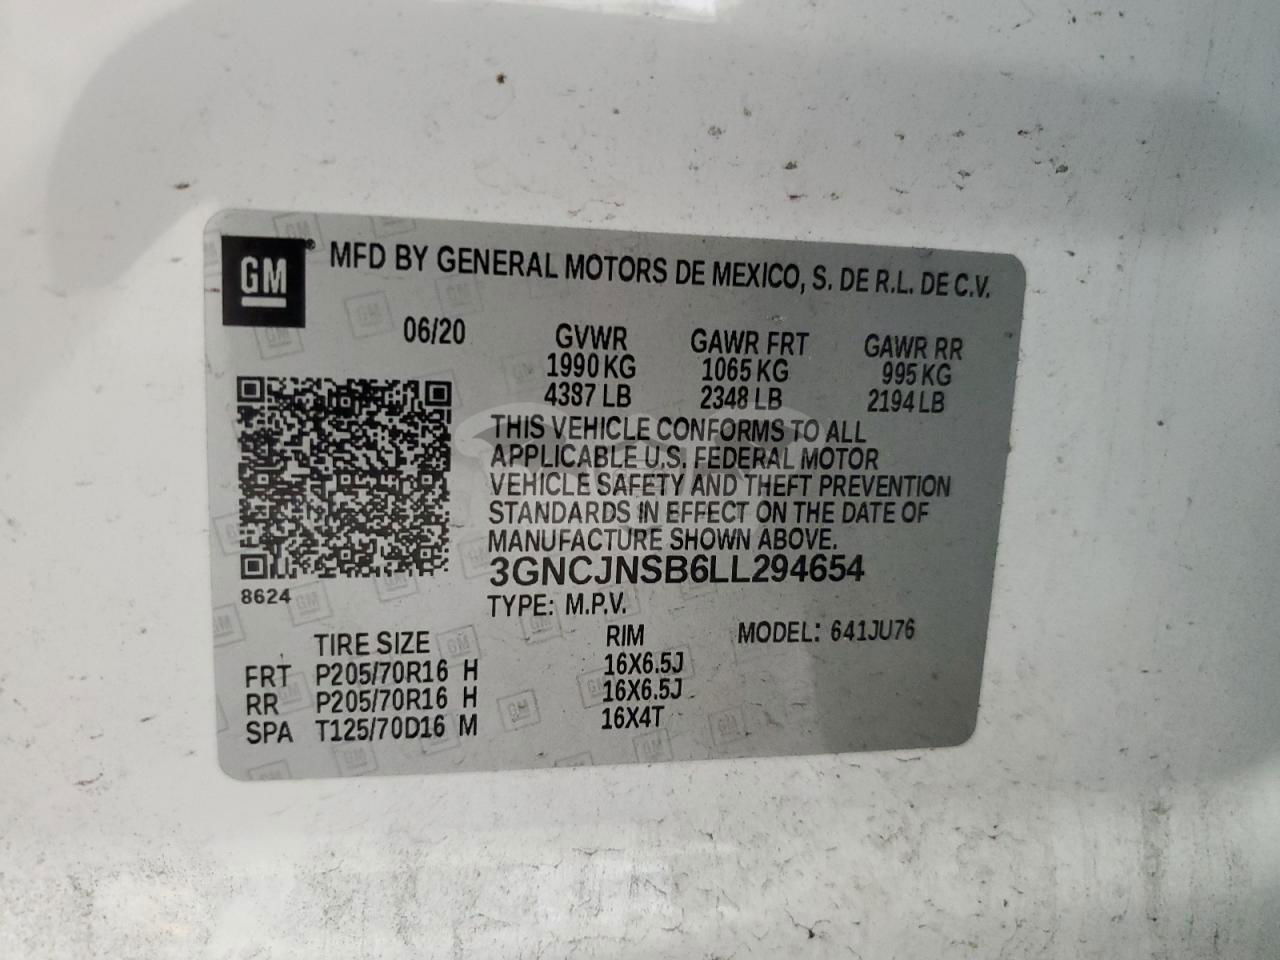 GM ® MFD BY GENERAL MOTORS DE MEXICO, S. DE R.L. DE C.V.
06/20 GVWR GAWR FRT GAWR RR
1990 KG 1065 KG 995 KG
4387 LB 2348 LB 2194 LB
THIS VEHICLE CONFORMS TO ALL
APPLICABLE U.S. FEDERAL MOTOR
VEHICLE SAFETY AND THEFT PREVENTION
STANDARDS IN EFFECT ON THE DATE OF
MANUFACTURE SHOWN ABOVE.
3GNCJNSB6LL294654
8624
TYPE: M.P.V.
TIRE SIZE RIM MODEL: 641JU76
FRT P205/70R16 H 16X6.5J
RR P205/70R16 H 16X6.5J
SPA T125/70D16 M 16X4T